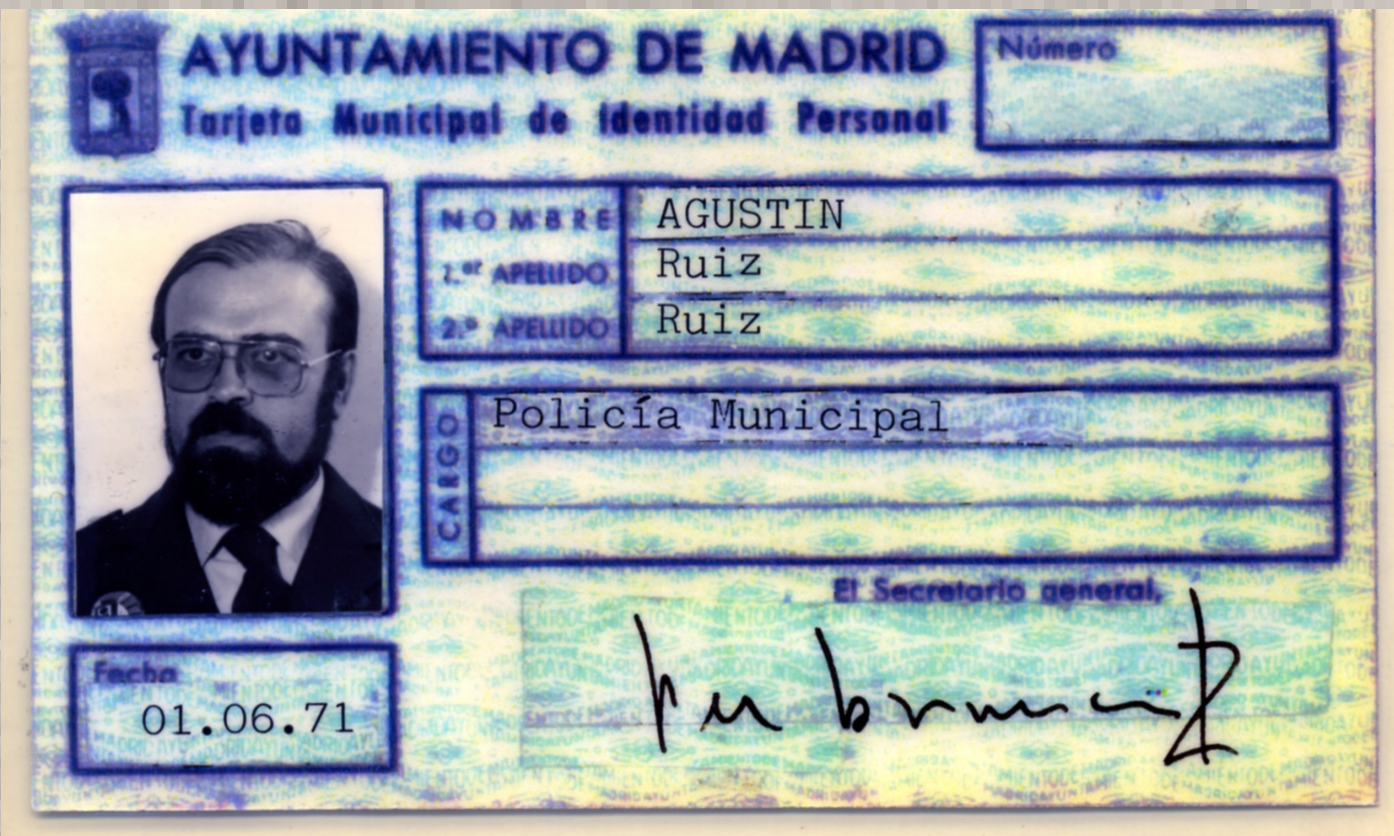 AYUNTAMIENTO DE MADRID
Tarjeta Municipal de Identidad Personal
Número
NOMBRE AGUSTIN
1.er APELLIDO Ruiz
2.º APELLIDO Ruiz
CARGO Policía Municipal
El Secretario general,
Fecha
01.06.71